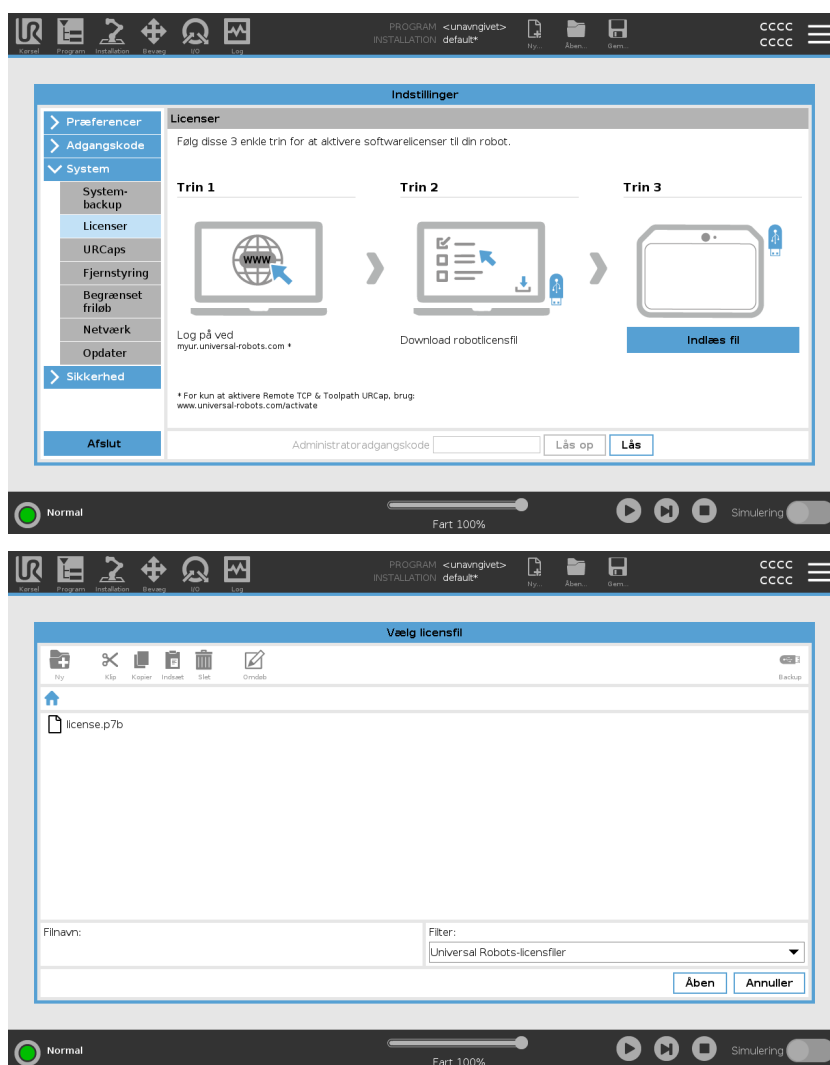 PROGRAM <unavngivet>
INSTALLATION default*
Kørsel Program Installation Bevæg I/O Log
Ny... Åben... Gem...
CCCC
CCCC
Indstillinger
Præferencer
Adgangskode
System
System-
backup
Licenser
URCaps
Fjernstyring
Begrænset
friløb
Netværk
Opdater
Sikkerhed
Afslut
Licenser
Følg disse 3 enkle trin for at aktivere softwarelicenser til din robot.
Trin 1
Trin 2
Trin 3
WWW
Log på ved
myur.universal-robots.com *
Download robotlicensfil
Indlæs fil
* For kun at aktivere Remote TCP & Toolpath URCap, brug:
www.universal-robots.com/activate
Administratoradgangskode Lås op Lås
Normal
Fart 100%
Simulering
PROGRAM <unavngivet>
INSTALLATION default*
Kørsel Program Installation Bevæg I/O Log
Ny... Åben... Gem...
CCCC
CCCC
Vælg licensfil
Ny Klip Kopier Indsæt Slet Omdøb Backup
license.p7b
Filnavn:
Filter:
Universal Robots-licensfiler
Åben Annuller
Normal
Fart 100%
Simulering